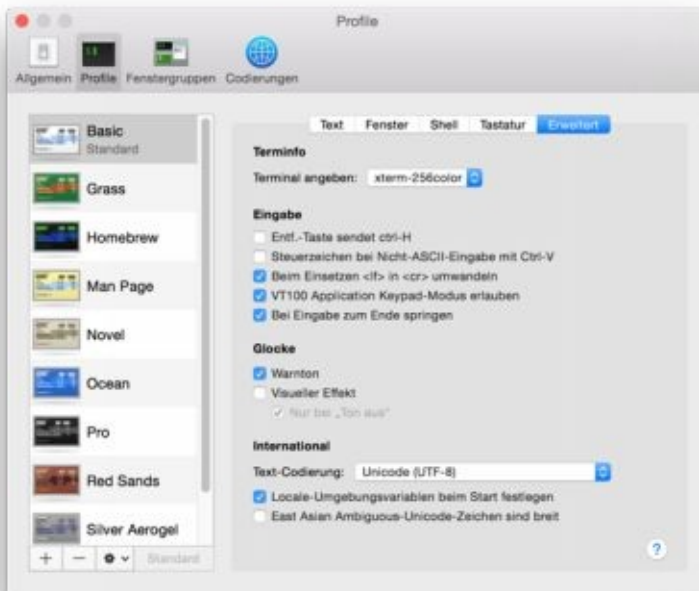 Profile
Allgemein Profile Fenstergruppen Codierungen
Basic
Standard
Grass
Homebrew
Man Page
Novel
Ocean
Pro
Red Sands
Silver Aerogel
+ − Standard
Text Fenster Shell Tastatur Erweitert
Terminfo
Terminal angeben: xterm-256color
Eingabe
Entf.-Taste sendet ctrl-H
Steuerzeichen bei Nicht-ASCII-Eingabe mit Ctrl-V
Beim Einsetzen <lf> in <cr> umwandeln
VT100 Application Keypad-Modus erlauben
Bei Eingabe zum Ende springen
Glocke
Warnton
Visueller Effekt
Nur bei „Ton aus“
International
Text-Codierung: Unicode (UTF-8)
Locale-Umgebungsvariablen beim Start festlegen
East Asian Ambiguous-Unicode-Zeichen sind breit
?